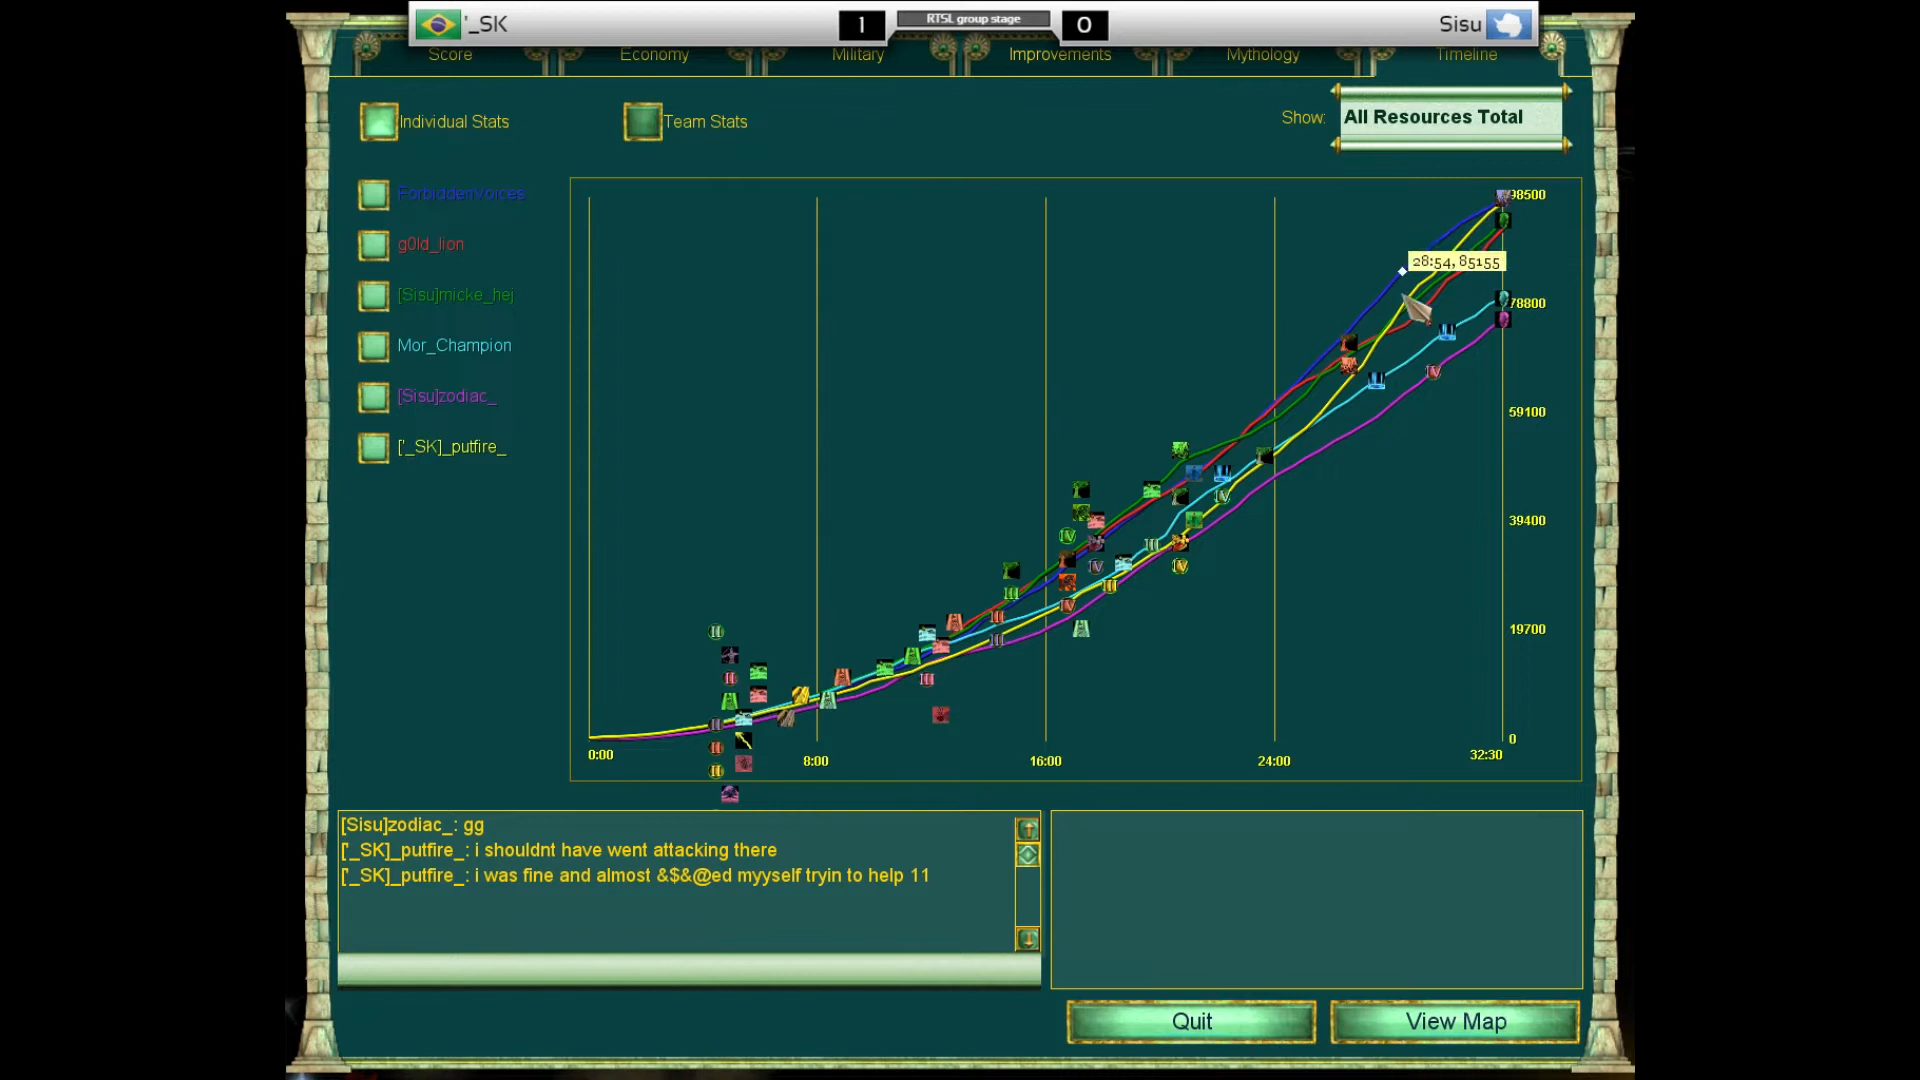 '_SK 1 RTSL group stage 0 Sisu
Score Economy Military Improvements Mythology Timeline
Individual Stats Team Stats Show: All Resources Total
ForbiddenVoices
g0ld_lion
[Sisu]micke_hej
Mor_Champion
[Sisu]zodiac_
['_SK]_putfire_
98500
28:54, 85155
78800
59100
39400
19700
0
0:00 8:00 16:00 24:00 32:30
[Sisu]zodiac_: gg
['_SK]_putfire_: i shouldnt have went attacking there
['_SK]_putfire_: i was fine and almost &$&@ed myyself tryin to help 11
Quit View Map